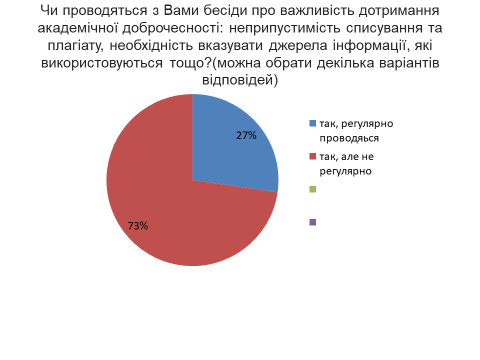 Чи проводяться з Вами бесіди про важливість дотримання
академічної доброчесності: неприпустимість списування та
плагіату, необхідність вказувати джерела інформації, які
використовуються тощо?(можна обрати декілька варіантів
відповідей)
27%
73%
так, регулярно
проводяься
так, але не
регулярно